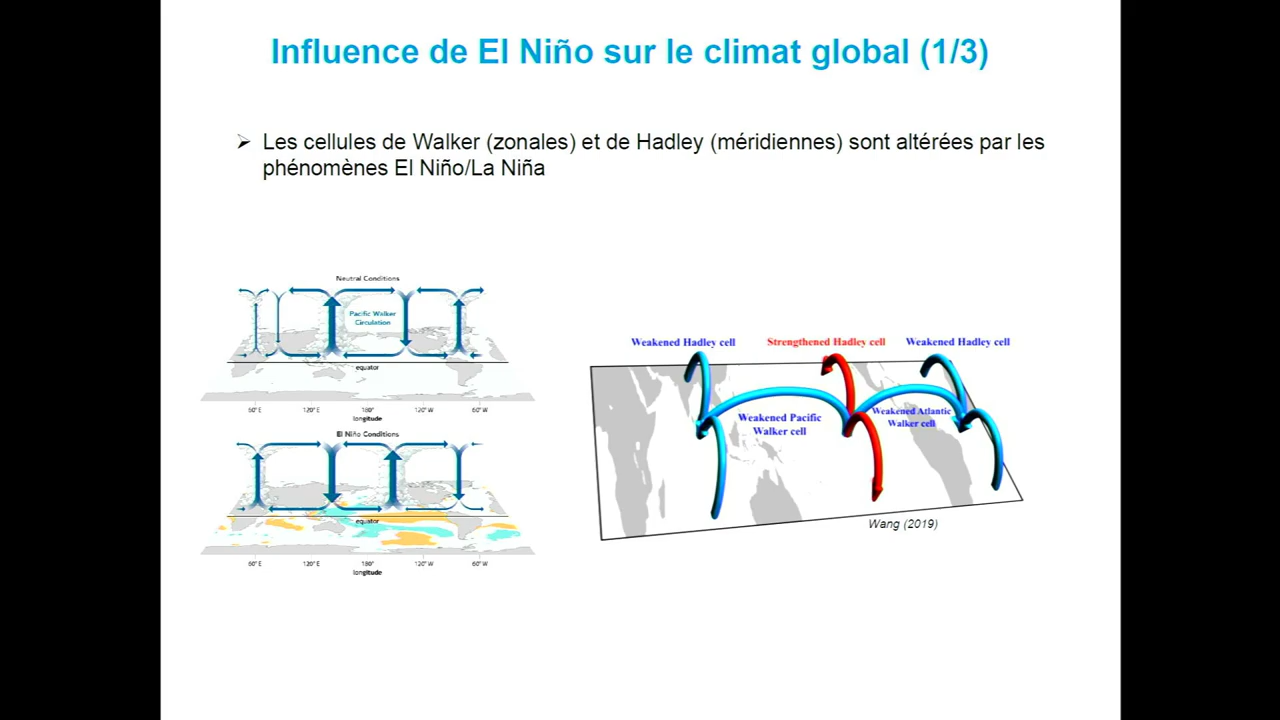 Influence de El Niño sur le climat global (1/3)
Les cellules de Walker (zonales) et de Hadley (méridiennes) sont altérées par les
phénomènes El Niño/La Niña
Neutral Conditions
Pacific Walker
Circulation
equator
60° E 120° E 180° 120° W 60° W
longitude
El Niño Conditions
equator
60° E 120° E 180° 120° W 60° W
longitude
Weakened Hadley cell Strengthened Hadley cell Weakened Hadley cell
Weakened Pacific
Walker cell
Weakened Atlantic
Walker cell
Wang (2019)